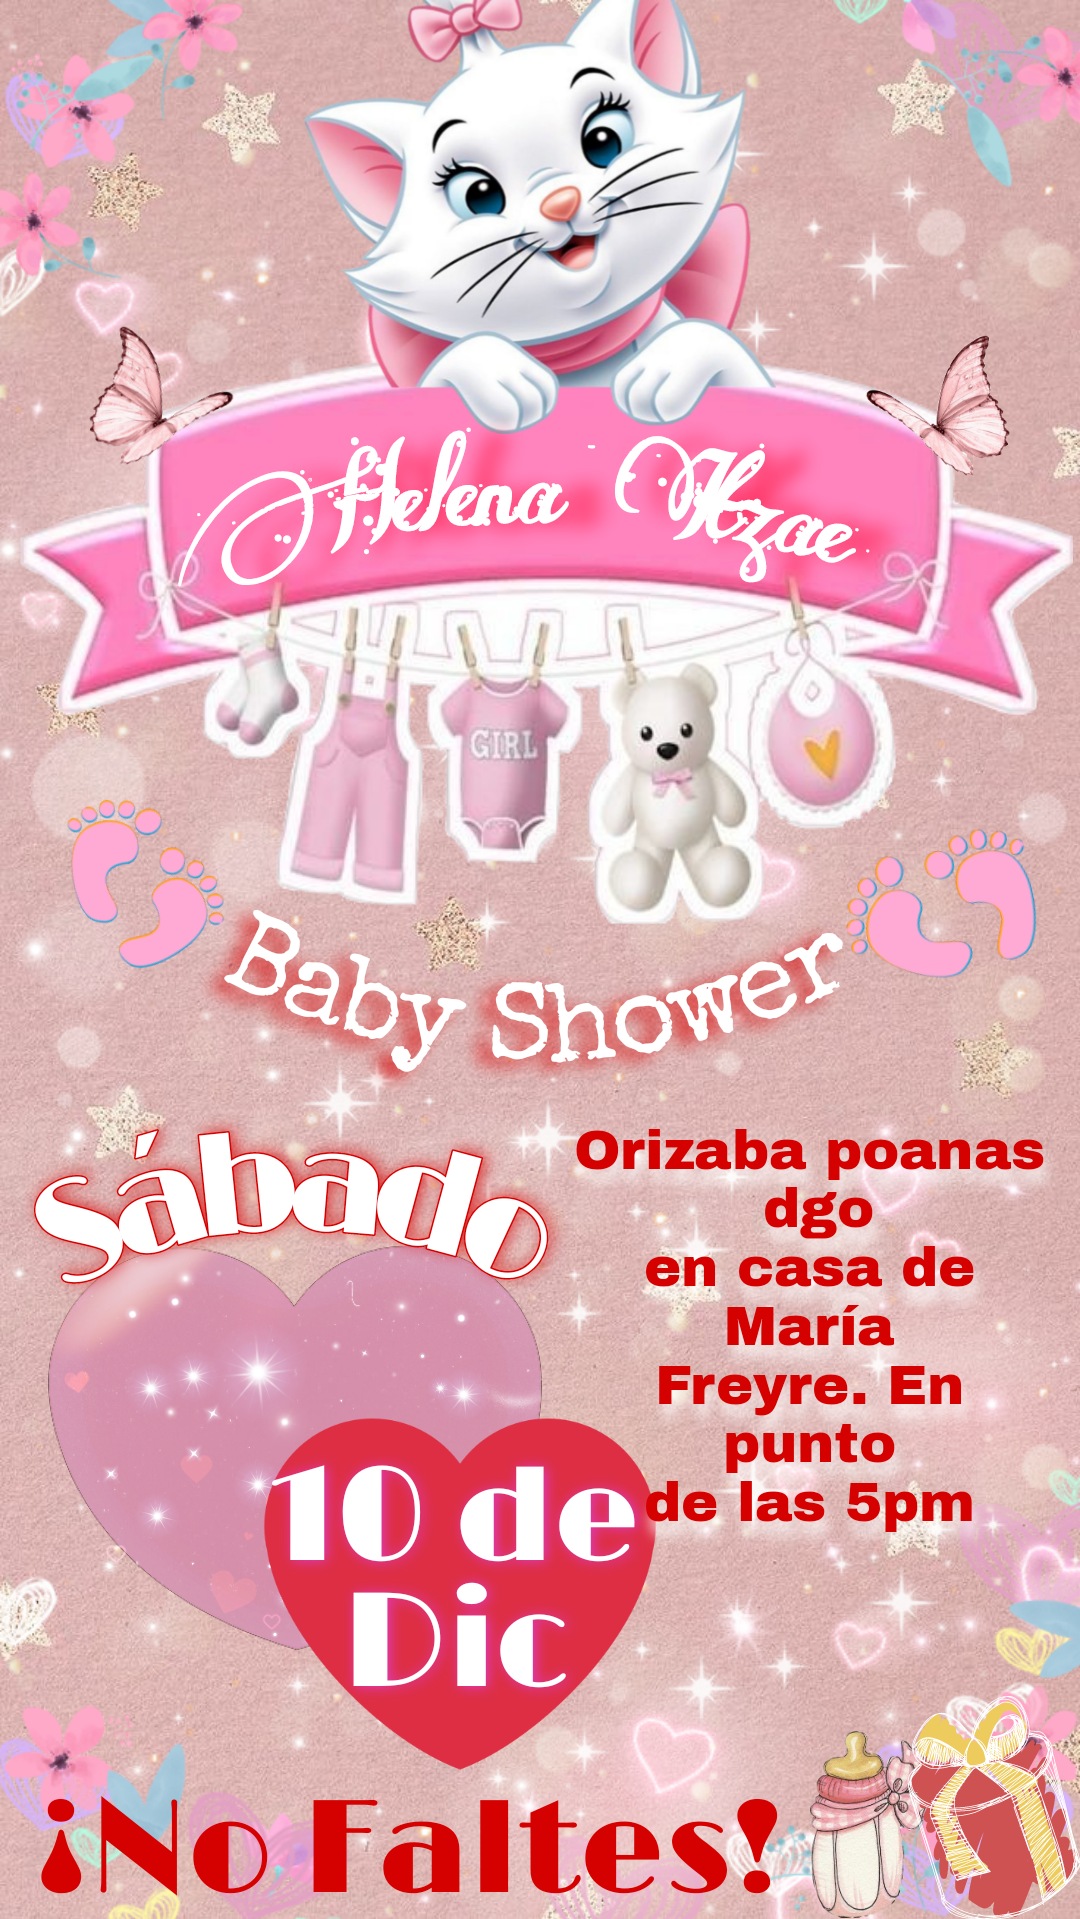 Helena Itzae
GIRL
Baby Shower
Sábado
Orizaba poanas
dgo
en casa de
María
Freyre. En
punto
de las 5pm
10 de
Dic
¡No Faltes!